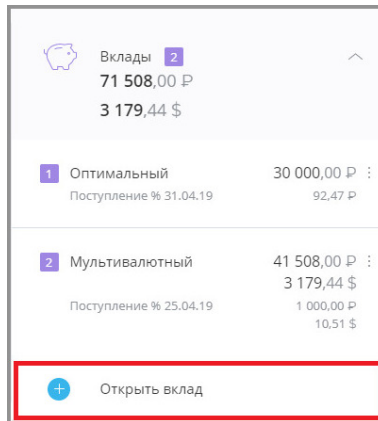 Вклады 2
71 508,00 ₽
3 179,44 $
1 Оптимальный 30 000,00 ₽
Поступление % 31.04.19 92,47 ₽
2 Мультивалютный 41 508,00 ₽
3 179,44 $
Поступление % 25.04.19 1 000,00 ₽
10,51 $
Открыть вклад